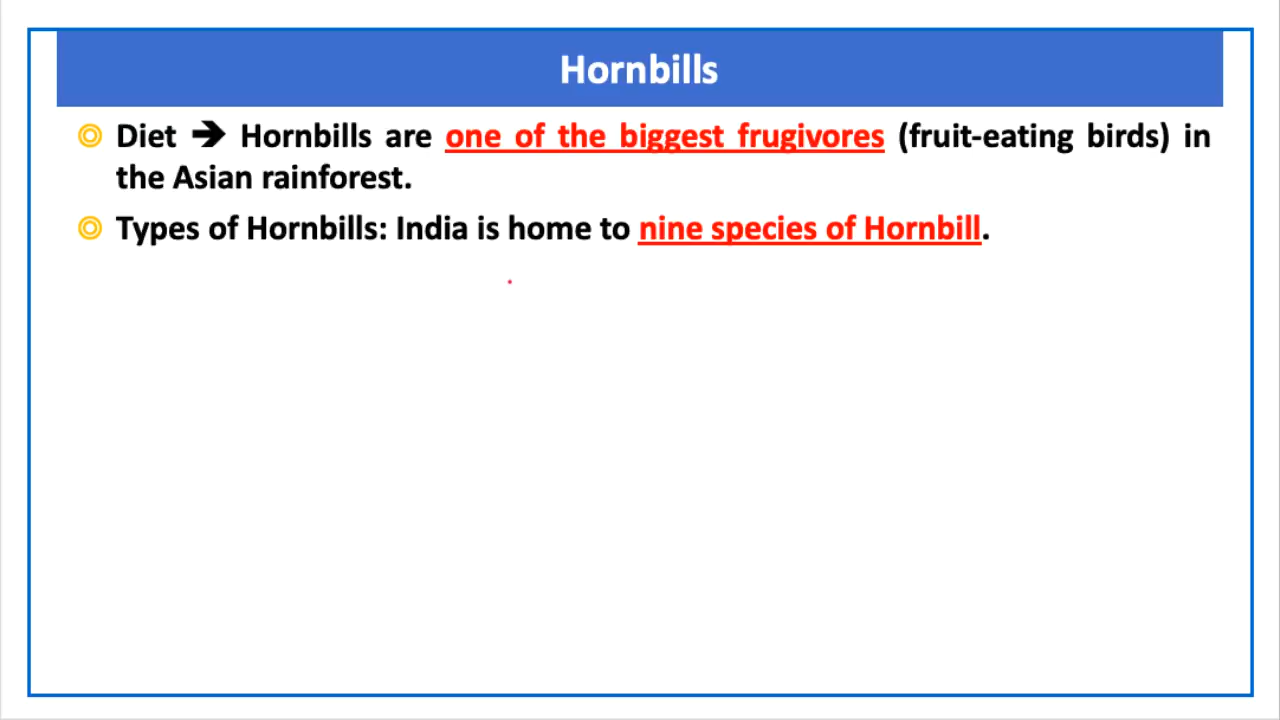 Hornbills
Diet ➔ Hornbills are one of the biggest frugivores (fruit-eating birds) in
the Asian rainforest.
Types of Hornbills: India is home to nine species of Hornbill.